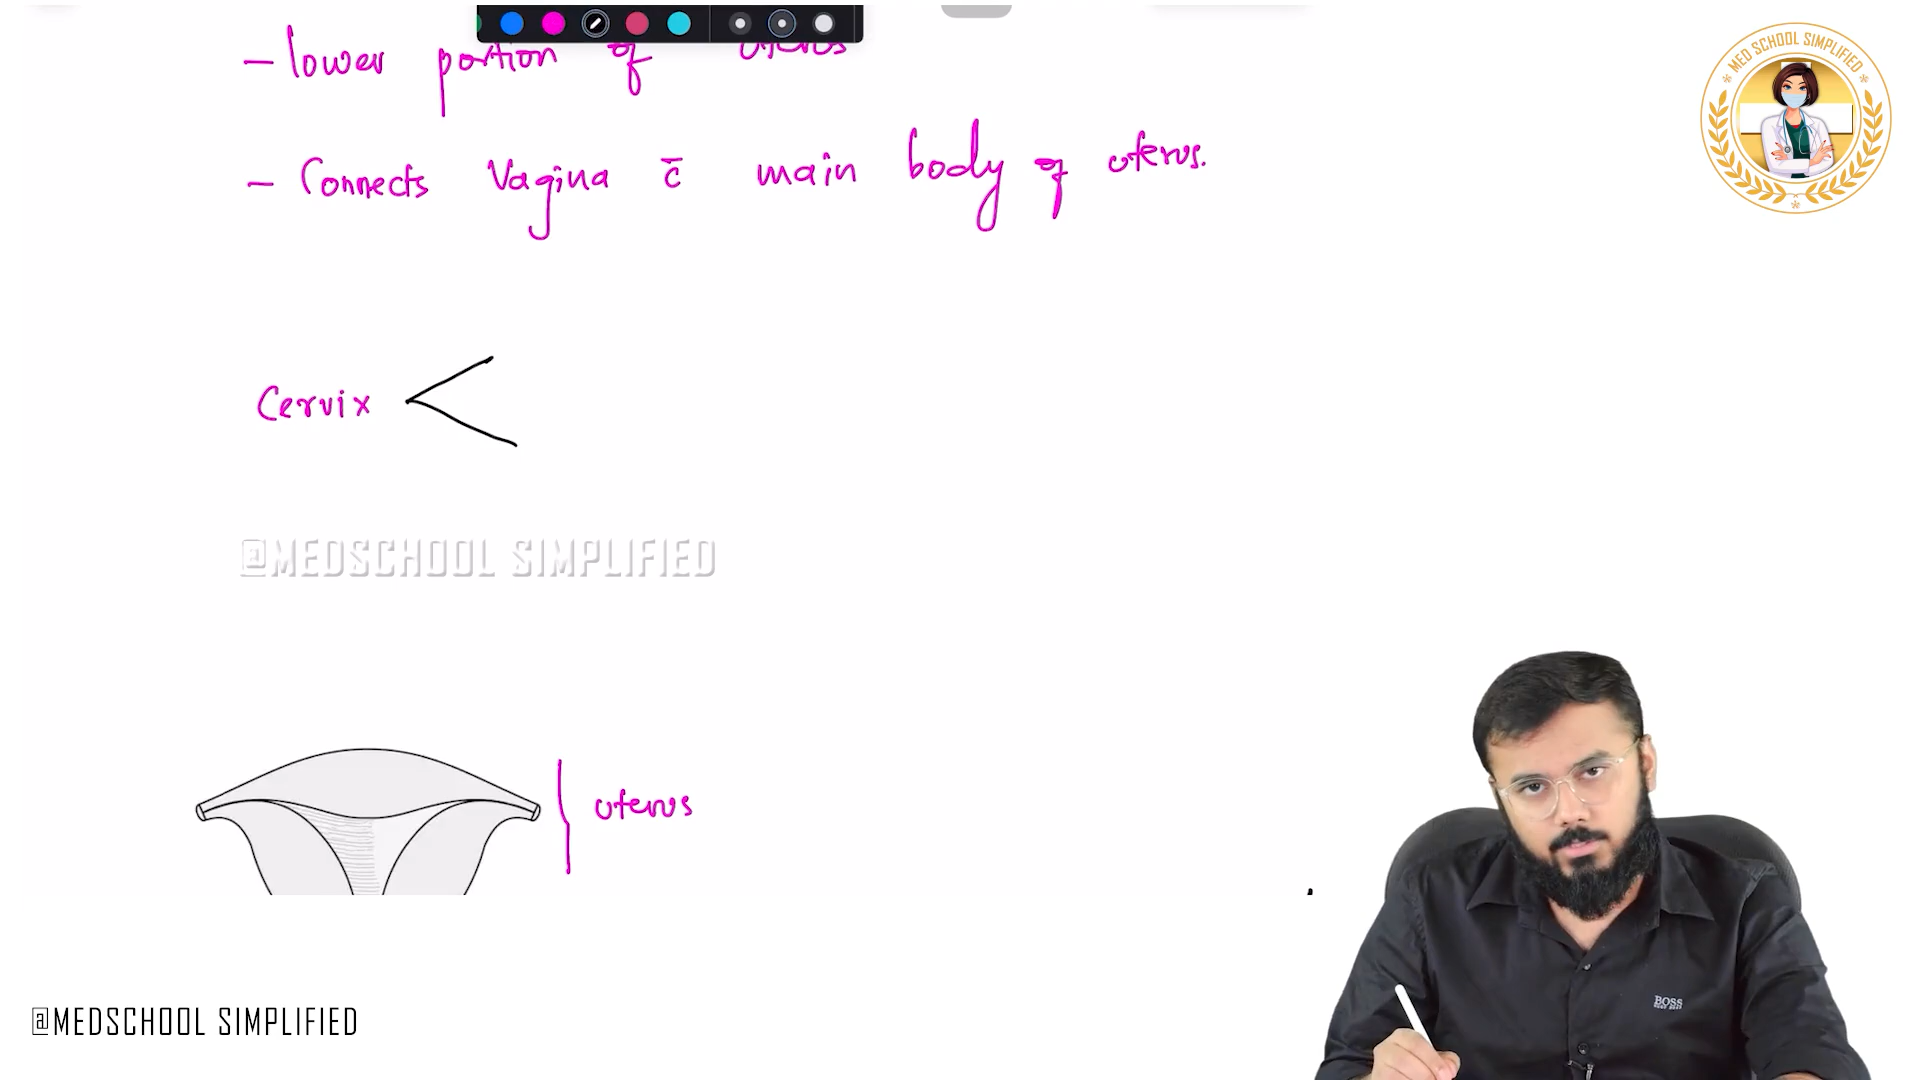 – lower portion of uterus
– Connects Vagina c̄ main body of uterus.
MED SCHOOL SIMPLIFIED
Cervix
@MEDSCHOOL SIMPLIFIED
uterus
BOSS
@MEDSCHOOL SIMPLIFIED